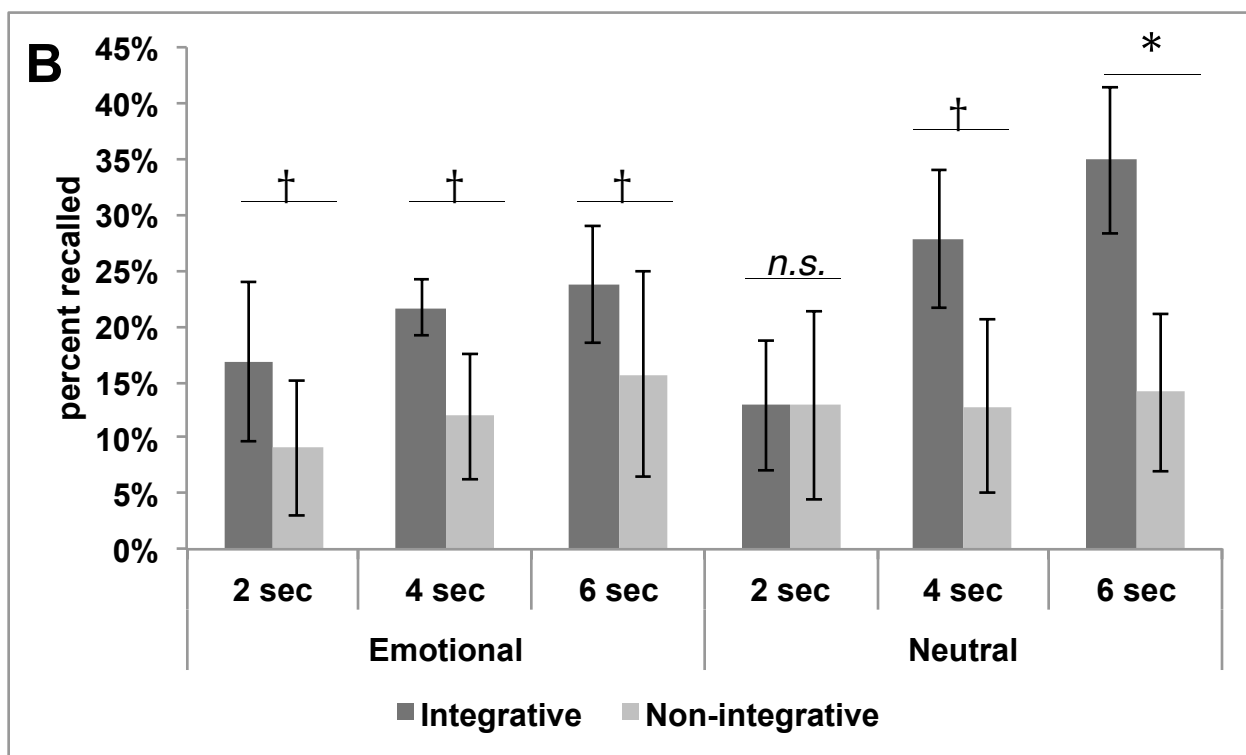 B
percent recalled
45%
40%
35%
30%
25%
20%
15%
10%
5%
0%
†
†
†
n.s.
†
*
2 sec 4 sec 6 sec 2 sec 4 sec 6 sec
Emotional Neutral
Integrative Non-integrative